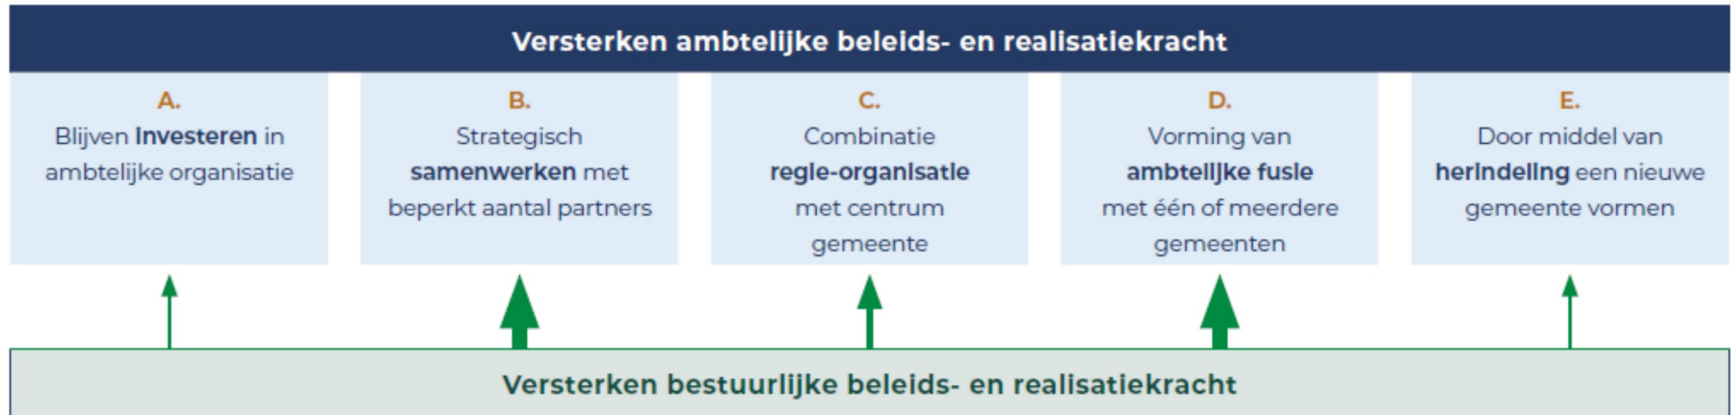 Versterken ambtelijke beleids- en realisatiekracht
A.
Blijven investeren in
ambtelijke organisatie
B.
Strategisch
samenwerken met
beperkt aantal partners
C.
Combinatie
regie-organisatie
met centrum
gemeente
D.
Vorming van
ambtelijke fusie
met één of meerdere
gemeenten
E.
Door middel van
herindeling een nieuwe
gemeente vormen
Versterken bestuurlijke beleids- en realisatiekracht